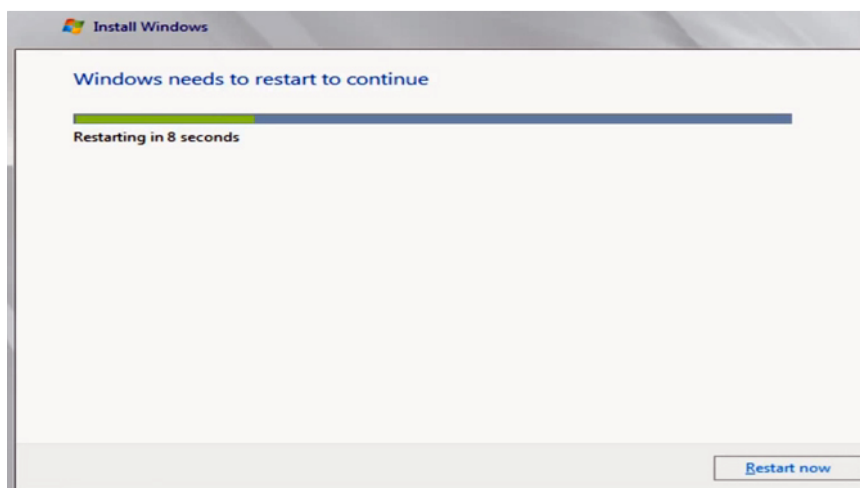 Install Windows
Windows needs to restart to continue
Restarting in 8 seconds
Restart now